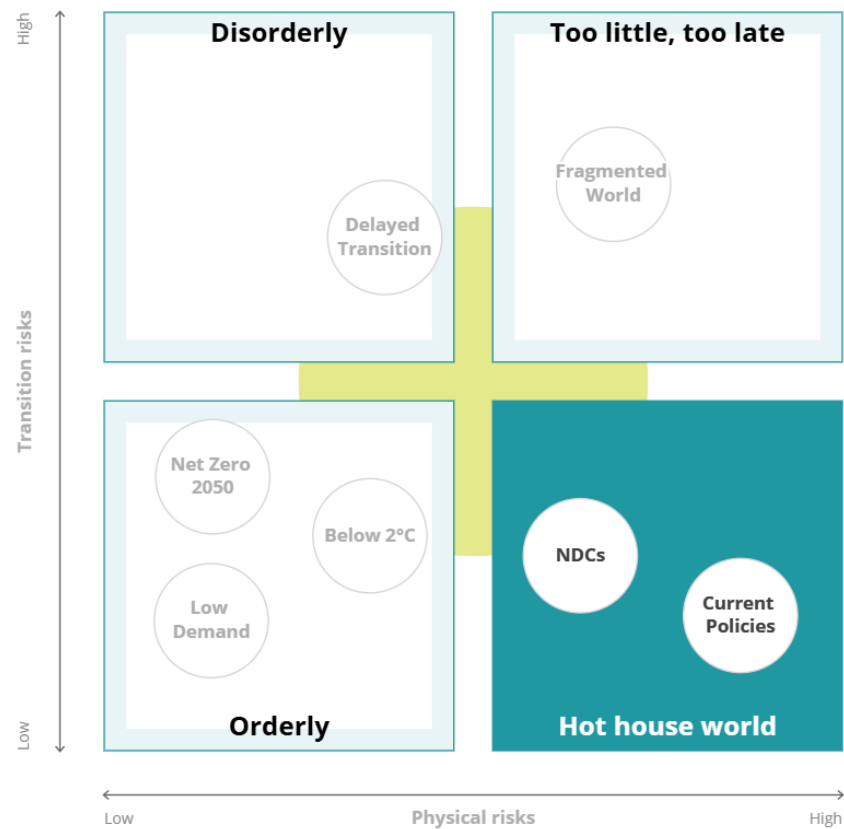 High
Disorderly
Too little, too late
Fragmented
World
Delayed
Transition
Transition risks
Net Zero
2050
Below 2°C
NDCs
Low
Demand
Current
Policies
Orderly
Hot house world
Low
Low
Physical risks
High